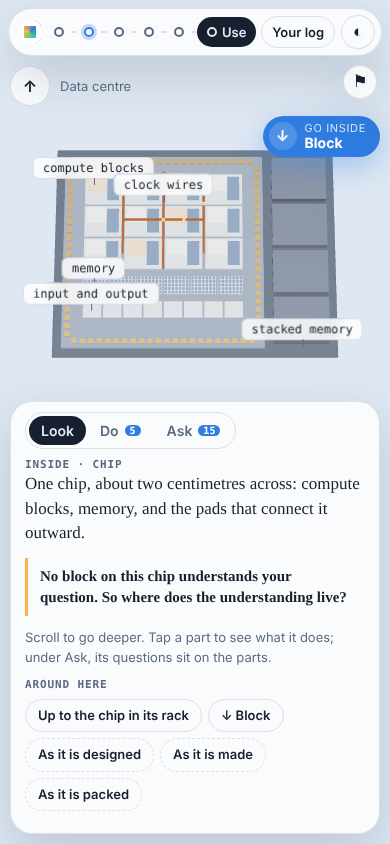 Use
Your log
Data centre
GO INSIDE
Block
compute blocks
clock wires
memory
input and output
stacked memory
Look
Do 5
Ask 15
INSIDE · CHIP
One chip, about two centimetres across: compute
blocks, memory, and the pads that connect it
outward.
No block on this chip understands your
question. So where does the understanding live?
Scroll to go deeper. Tap a part to see what it does;
under Ask, its questions sit on the parts.
AROUND HERE
Up to the chip in its rack
↓ Block
As it is designed
As it is made
As it is packed